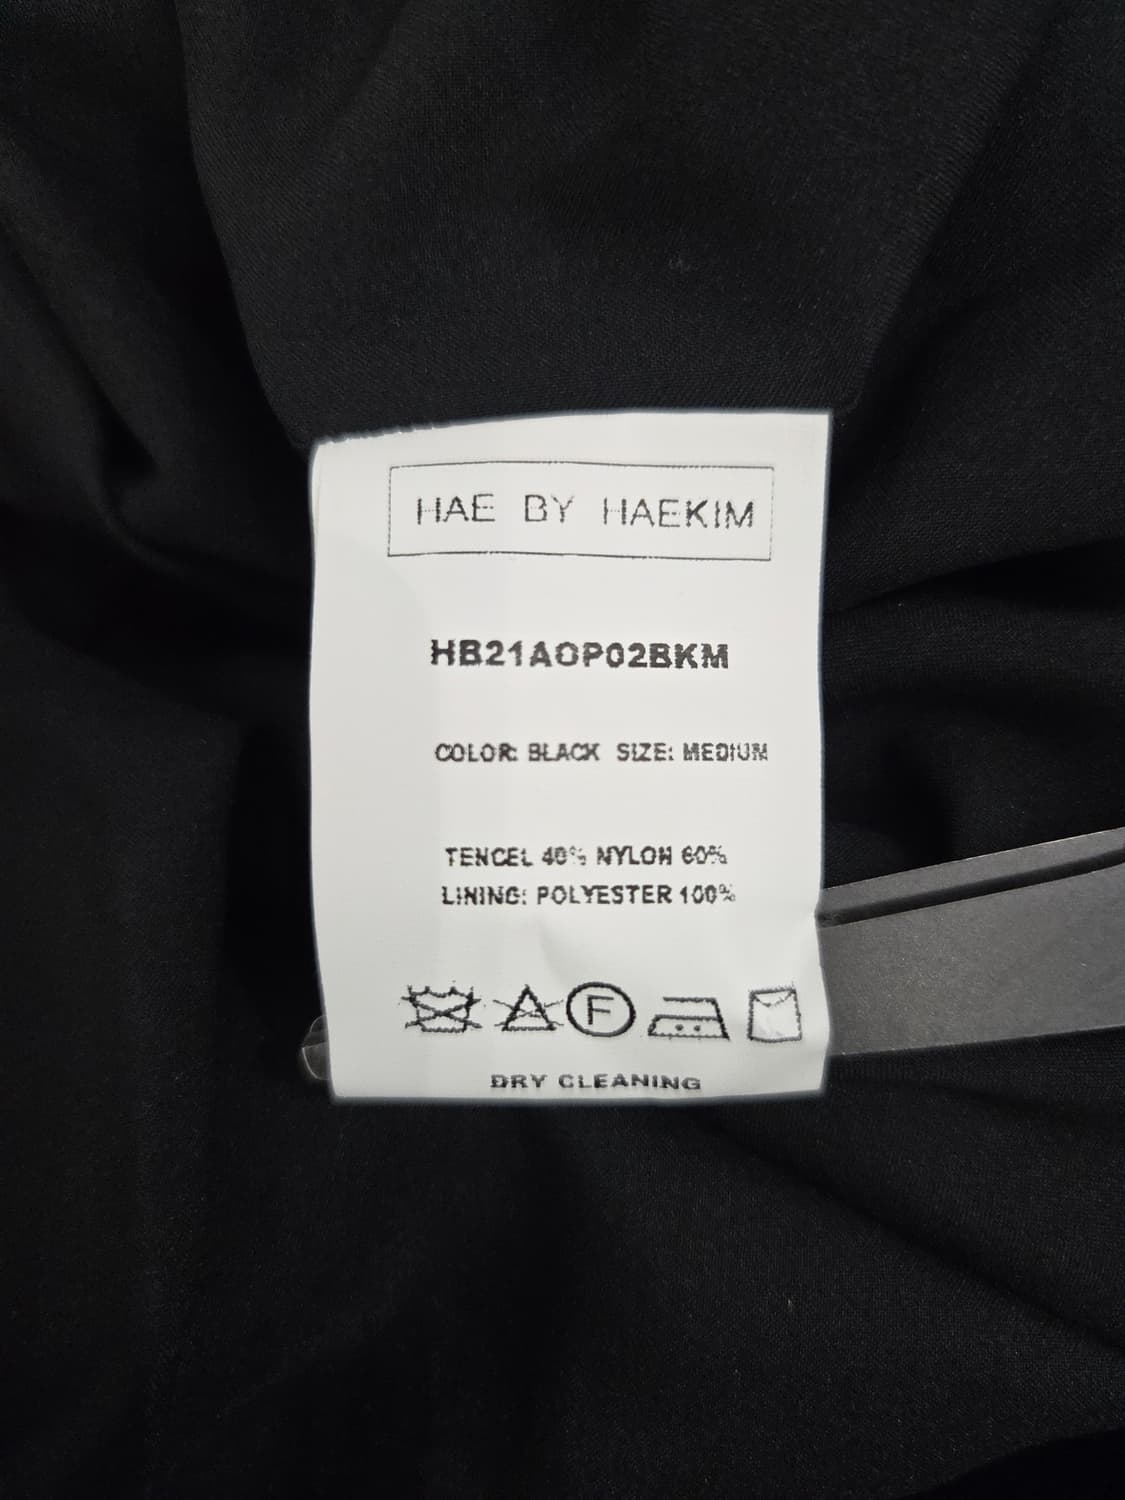 HAE BY HAEKIM
HB21AOP02BKM
COLOR: BLACK SIZE: MEDIUM
TENCEL 40% NYLON 60%
LINING: POLYESTER 100%
F
DRY CLEANING